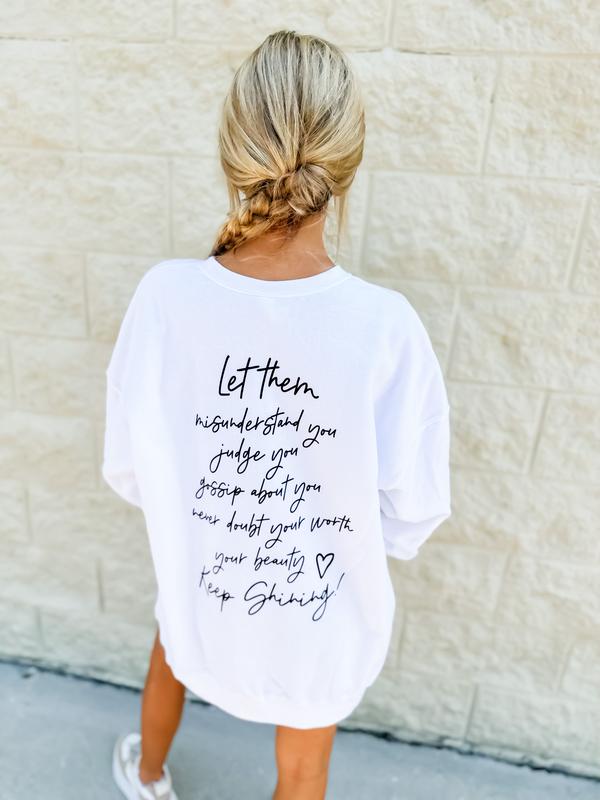 Let them
misunderstand you
judge you
gossip about you
never doubt your worth
your beauty ♡
Keep Shining!